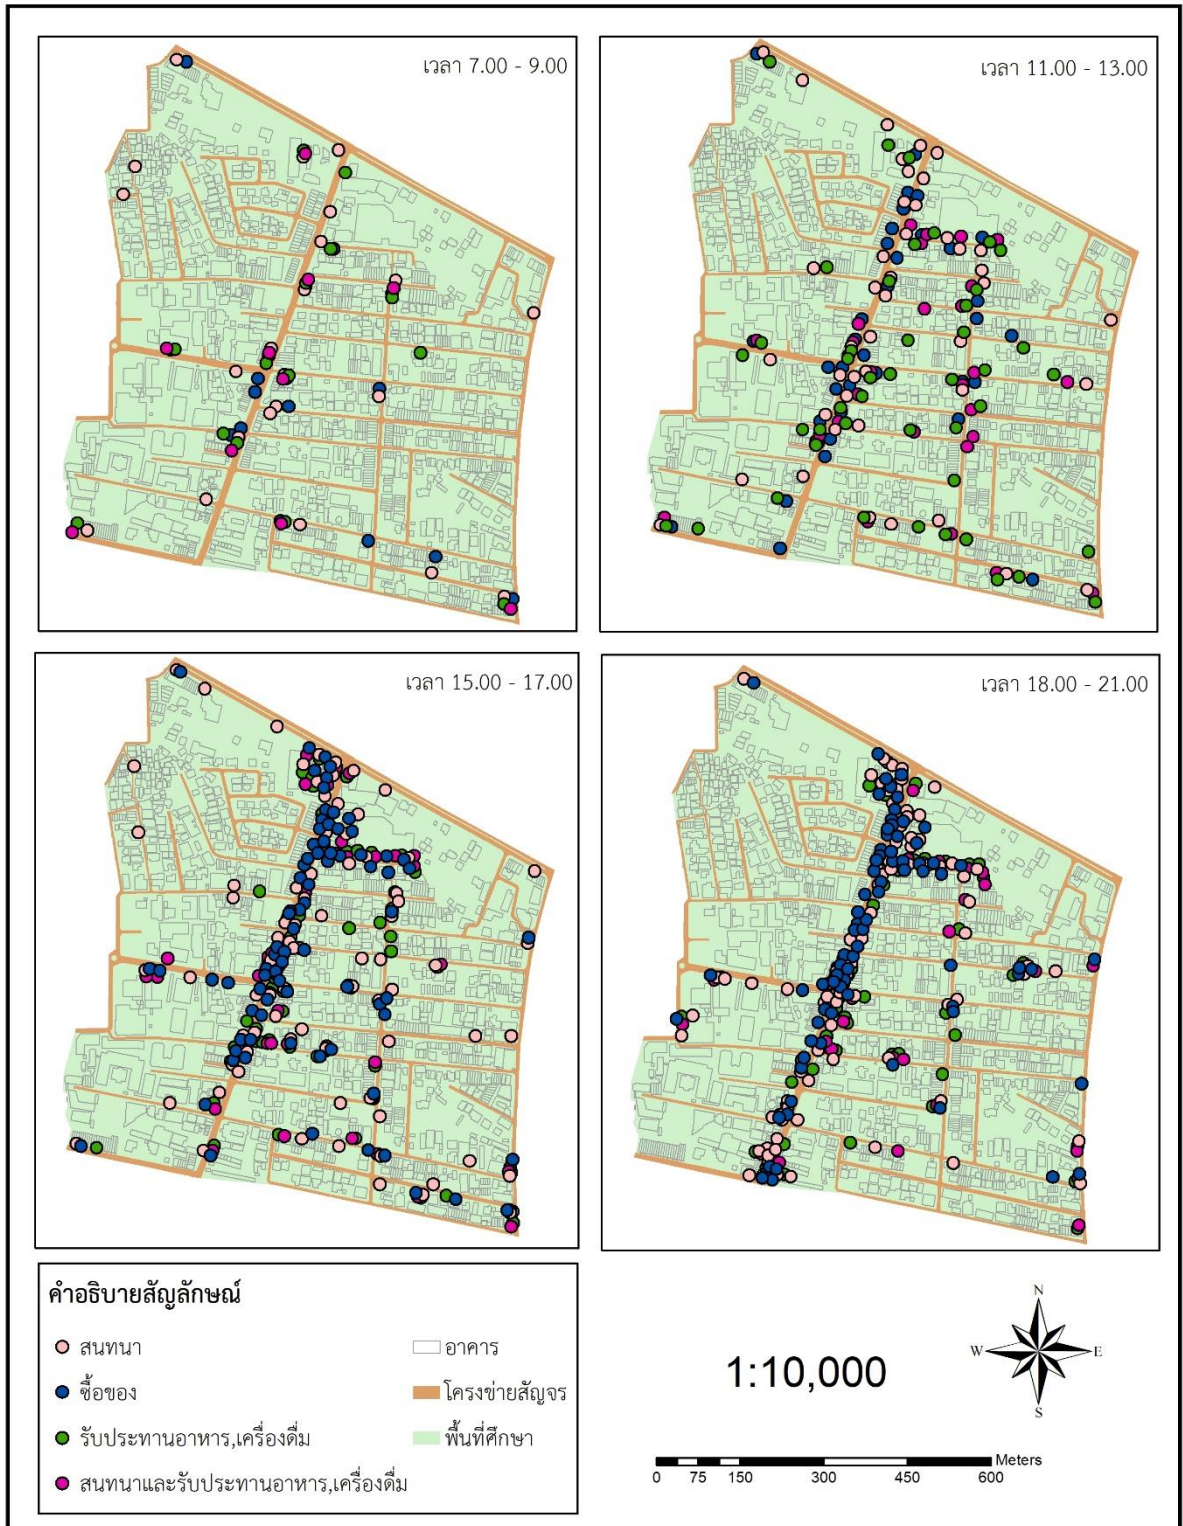 เวลา 7.00 - 9.00
เวลา 11.00 - 13.00
เวลา 15.00 - 17.00
เวลา 18.00 - 21.00
คำอธิบายสัญลักษณ์
สนทนา
ซื้อของ
รับประทานอาหาร,เครื่องดื่ม
สนทนาและรับประทานอาหาร,เครื่องดื่ม
อาคาร
โครงข่ายสัญจร
พื้นที่ศึกษา
1:10,000
N
W E
S
Meters
0 75 150 300 450 600